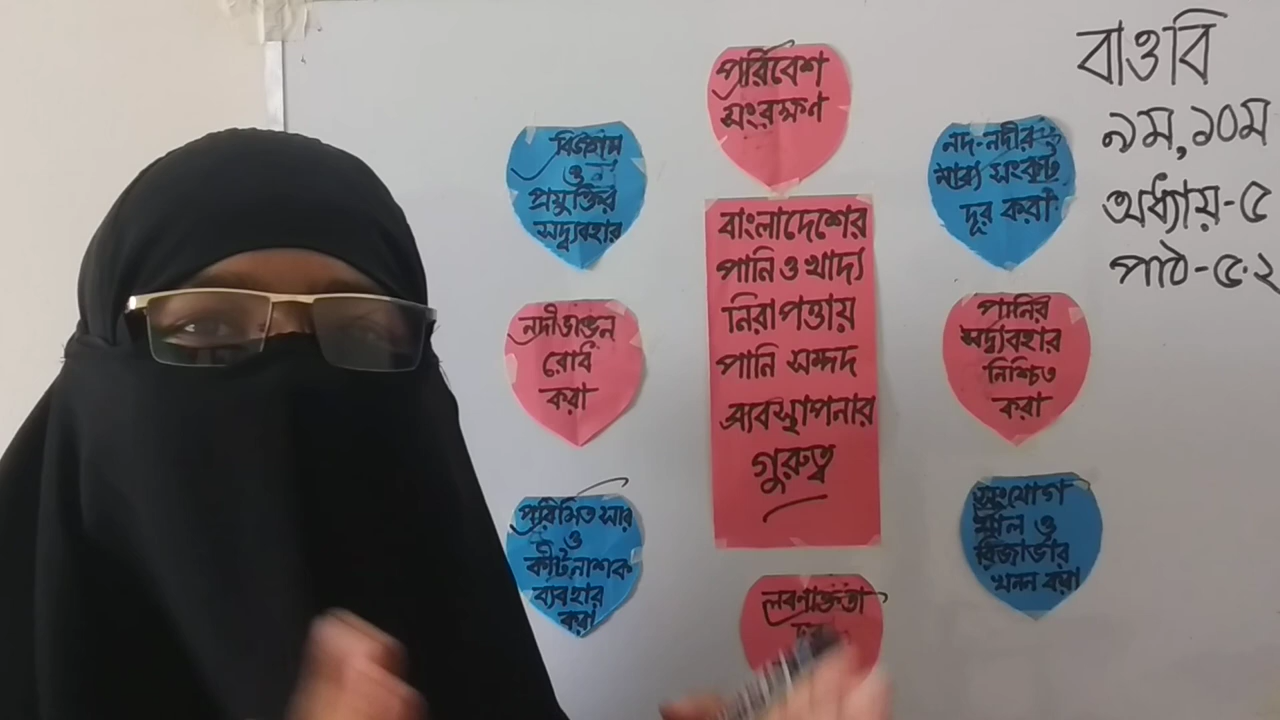 পরিবেশ
সংরক্ষণ
বিজ্ঞান
ও
প্রযুক্তির
সদ্ব্যবহার
নদ-নদীর
নাব্য সংকট
দূর করা
বাংলাদেশের
পানি ও খাদ্য
নিরাপত্তায়
পানি সম্পদ
ব্যবস্থাপনার
গুরুত্ব
নদীভাঙন
রোধ
করা
পানির
সদ্ব্যবহার
নিশ্চিত
করা
পরিমিত সার
ও
কীটনাশক
ব্যবহার
করা
সংযোগ
খাল ও
রিজার্ভার
খনন করা
লবণাক্ততা
বাওবি
৯ম, ১০ম
অধ্যায়-৫
পাঠ-৫.২